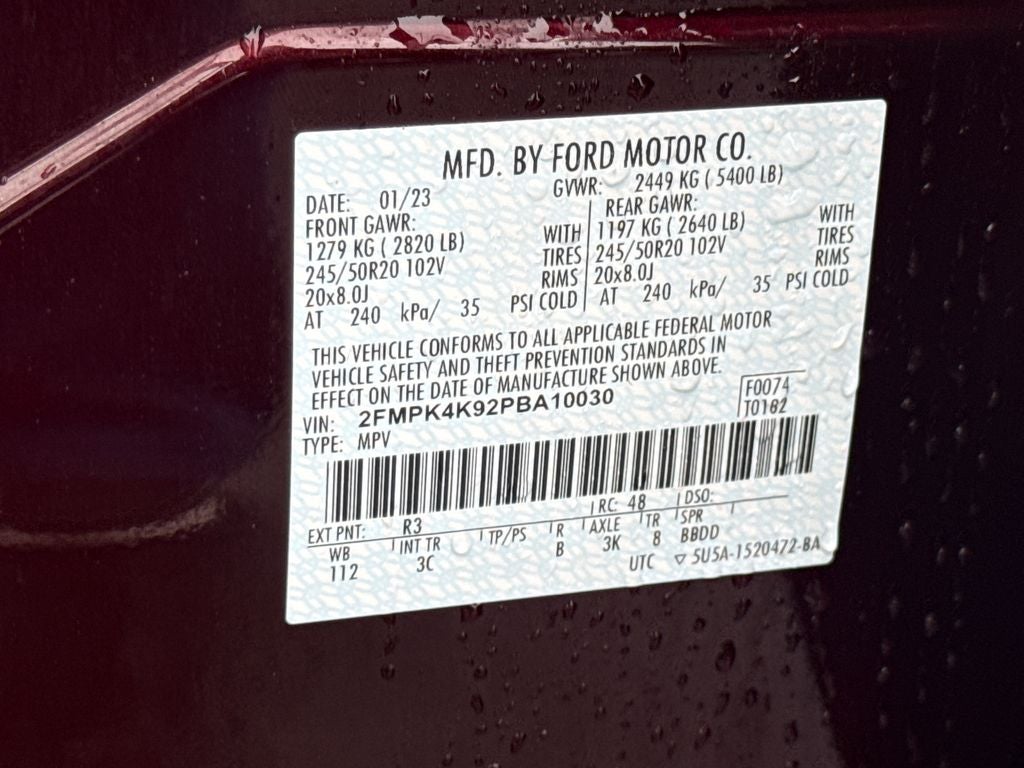 MFD. BY FORD MOTOR CO.
DATE: 01/23 GVWR: 2449 KG ( 5400 LB)
FRONT GAWR: REAR GAWR:
1279 KG ( 2820 LB) WITH 1197 KG ( 2640 LB) WITH
245/50R20 102V TIRES 245/50R20 102V TIRES
20x8.0J RIMS 20x8.0J RIMS
AT 240 kPa/ 35 PSI COLD AT 240 kPa/ 35 PSI COLD
THIS VEHICLE CONFORMS TO ALL APPLICABLE FEDERAL MOTOR
VEHICLE SAFETY AND THEFT PREVENTION STANDARDS IN
EFFECT ON THE DATE OF MANUFACTURE SHOWN ABOVE.
VIN: 2FMPK4K92PBA10030 F0074
TYPE: MPV T0182
EXT PNT: R3 RC: 48 DSO:
WB INT TR TP/PS R AXLE TR SPR
112 3C B 3K 8 BBDD
UTC ▽ 5U5A-1520472-BA